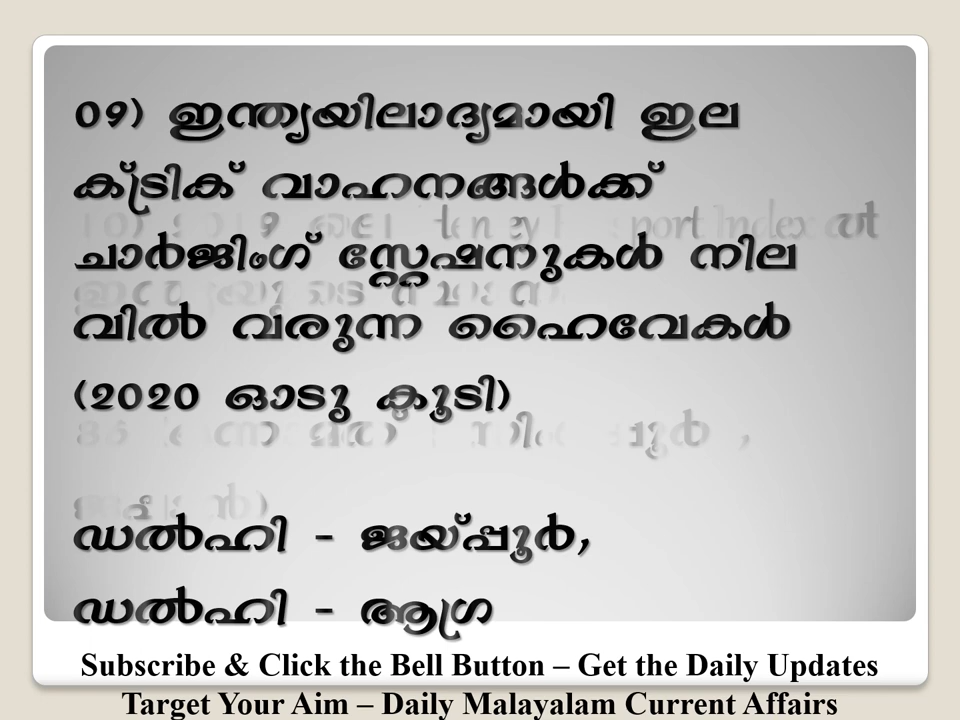 09) ഇന്ത്യയിലാദ്യമായി ഇല
ക്ട്രിക് വാഹനങ്ങൾക്ക്
ചാർജിംഗ് സ്റ്റേഷനുകൾ നില
വിൽ വരുന്ന ഹൈവേകൾ
(2020 ഓടു കൂടി)
ഡൽഹി - ജയ്പ്പൂർ,
ഡൽഹി - ആഗ്ര
Subscribe & Click the Bell Button – Get the Daily Updates
Target Your Aim – Daily Malayalam Current Affairs